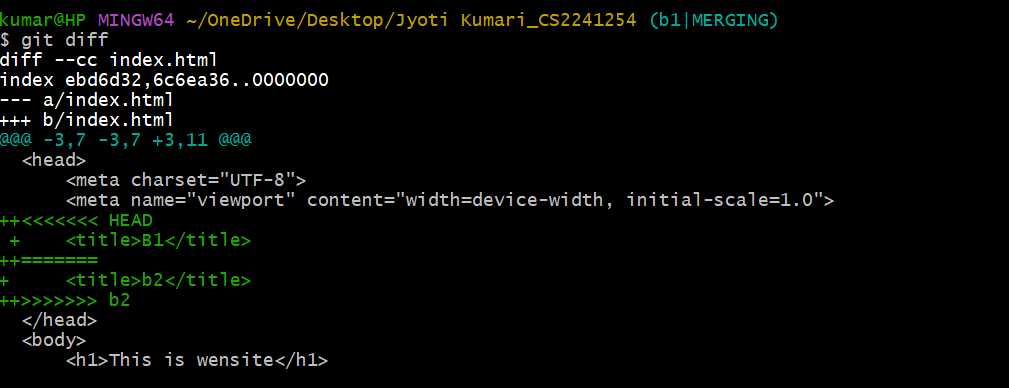 kumar@HP MINGW64 ~/OneDrive/Desktop/Jyoti Kumari_CS2241254 (b1|MERGING)
$ git diff
diff --cc index.html
index ebd6d32,6c6ea36..0000000
--- a/index.html
+++ b/index.html
@@@ -3,7 -3,7 +3,11 @@@
  <head>
      <meta charset="UTF-8">
      <meta name="viewport" content="width=device-width, initial-scale=1.0">
++<<<<<<< HEAD
 +    <title>B1</title>
++=======
+     <title>b2</title>
++>>>>>>> b2
  </head>
  <body>
      <h1>This is wensite</h1>